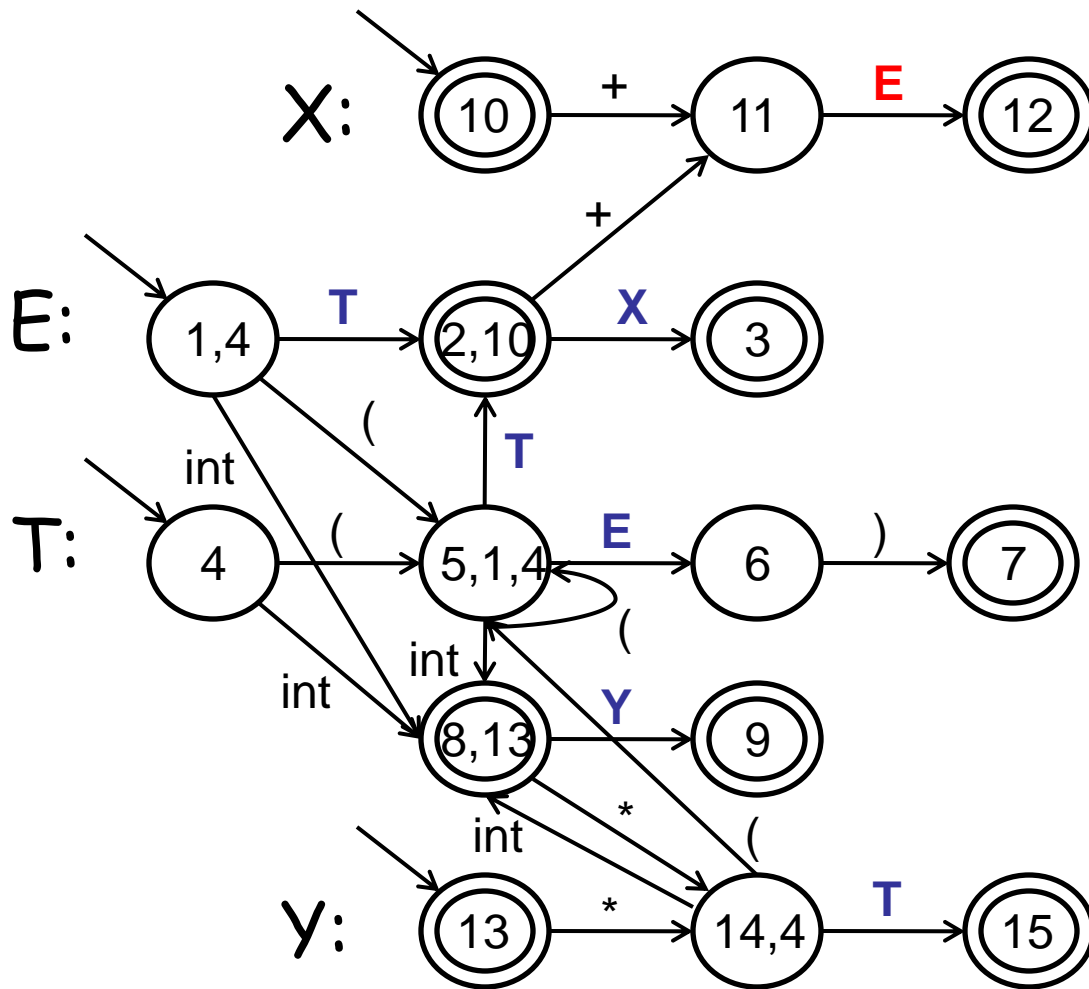 X: 10 + 11 E 12
+
E: 1,4 T 2,10 X 3
(
int T
T: 4 ( 5,1,4 E 6 ) 7
(
int int
8,13 Y 9
*
int (
Y: 13 * 14,4 T 15